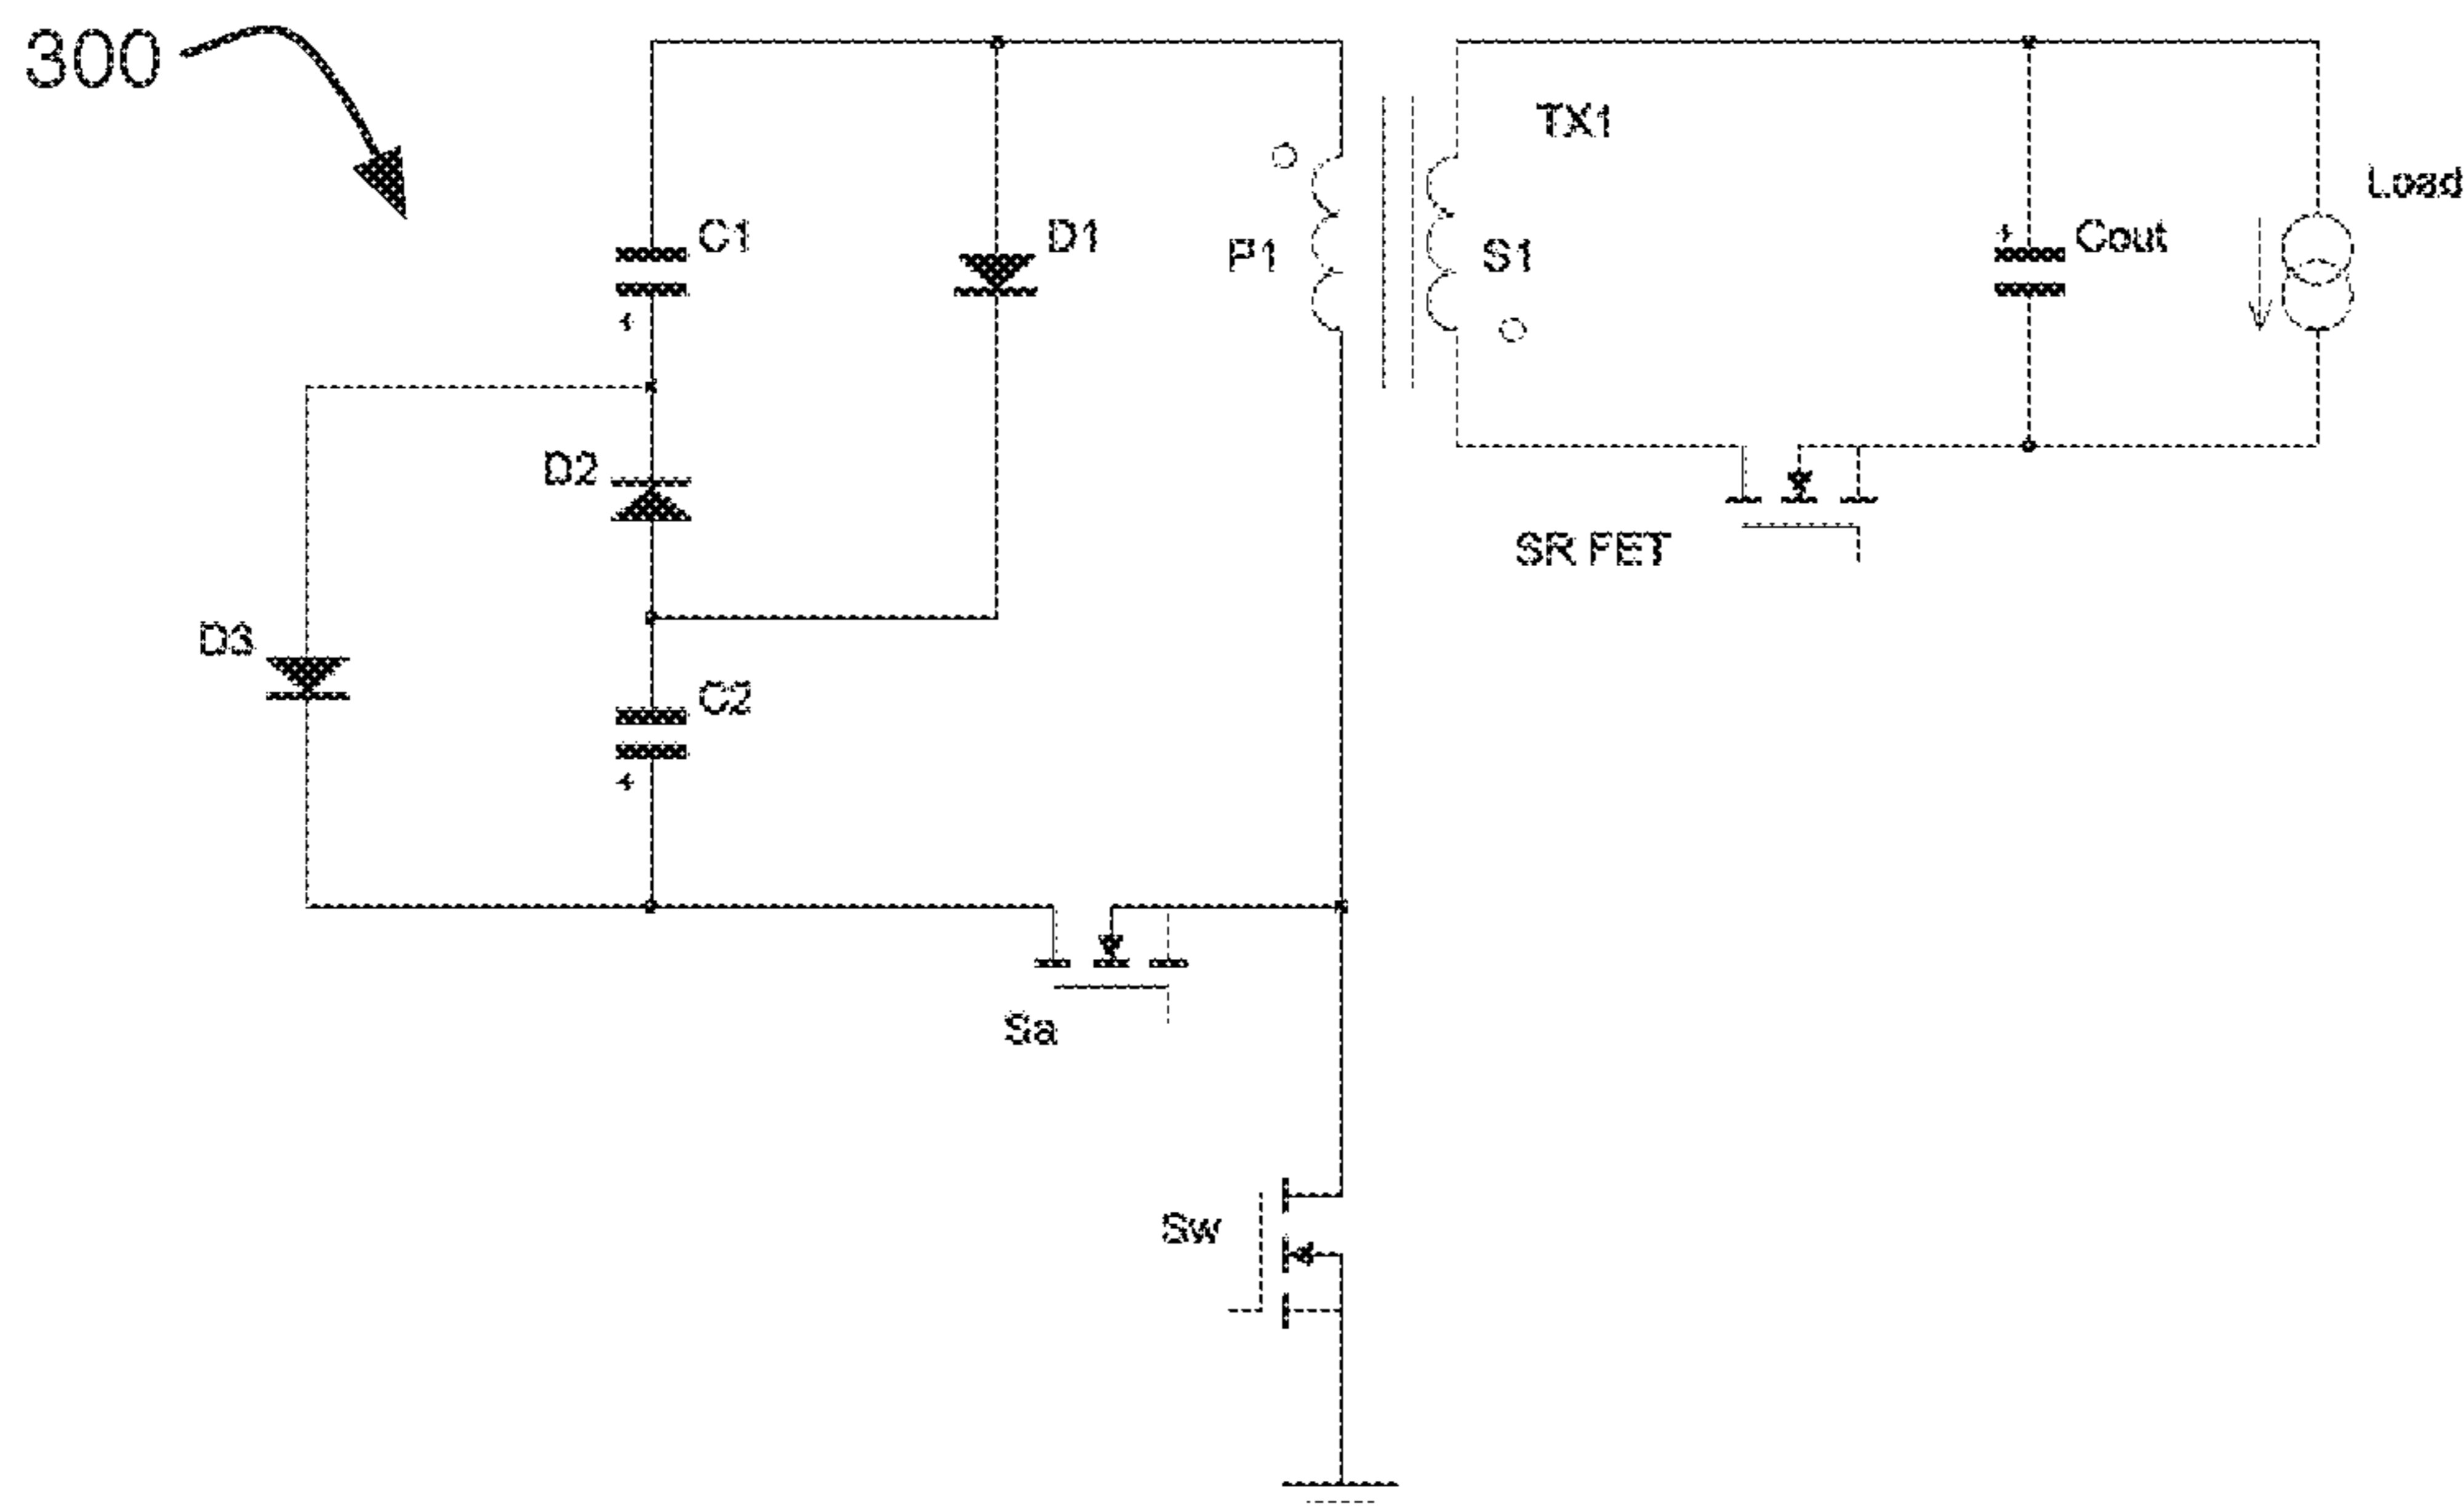 300
TX1
Load
C1
D1
P1
S1
+
Cout
+
D2
SR FET
D3
C2
+
Sa
Sw